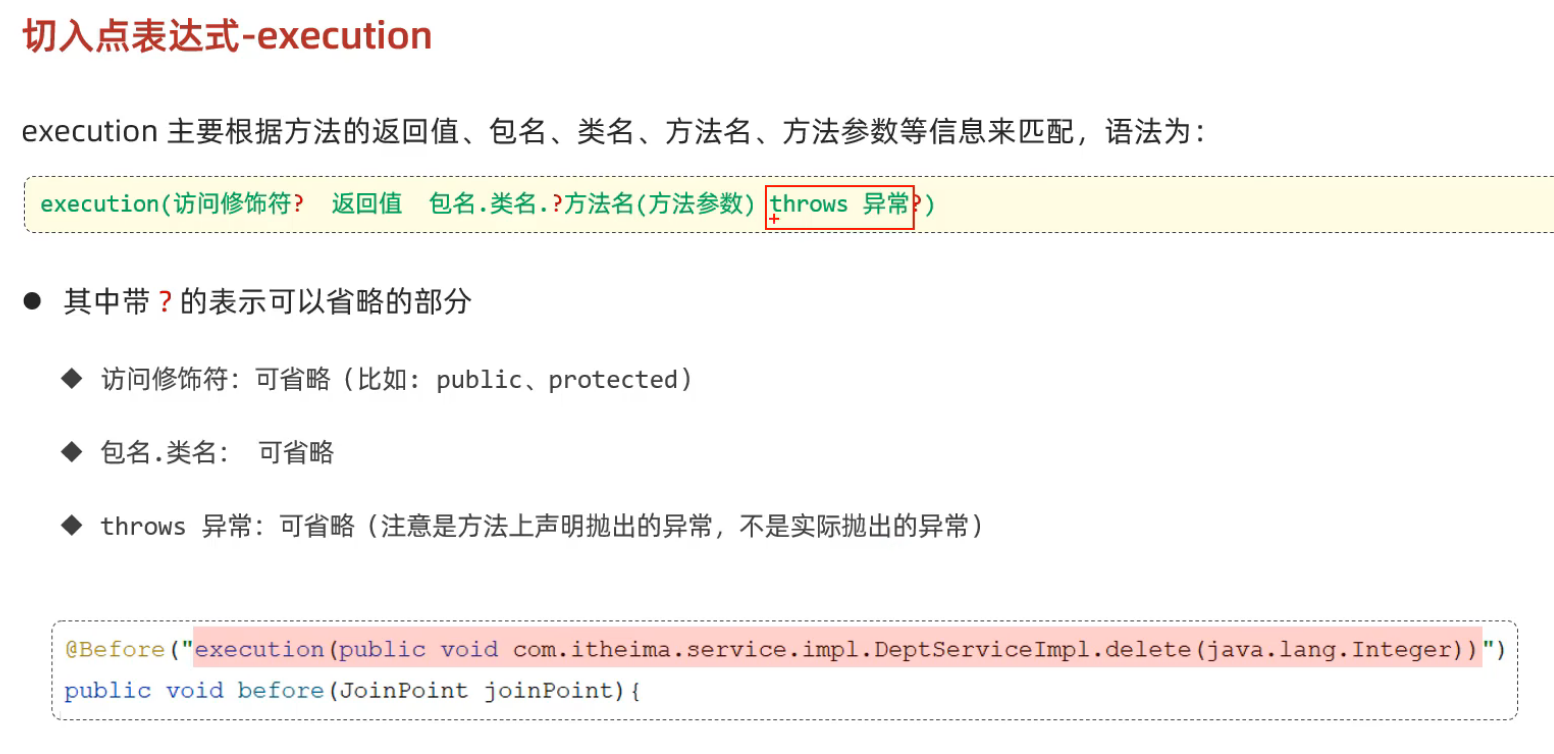 切入点表达式-execution
execution 主要根据方法的返回值、包名、类名、方法名、方法参数等信息来匹配，语法为：
execution(访问修饰符?  返回值  包名.类名.?方法名(方法参数) throws 异常?)
● 其中带 ? 的表示可以省略的部分
◆ 访问修饰符：可省略（比如: public、protected）
◆ 包名.类名： 可省略
◆ throws 异常：可省略（注意是方法上声明抛出的异常，不是实际抛出的异常）
@Before("execution(public void com.itheima.service.impl.DeptServiceImpl.delete(java.lang.Integer))")
public void before(JoinPoint joinPoint){